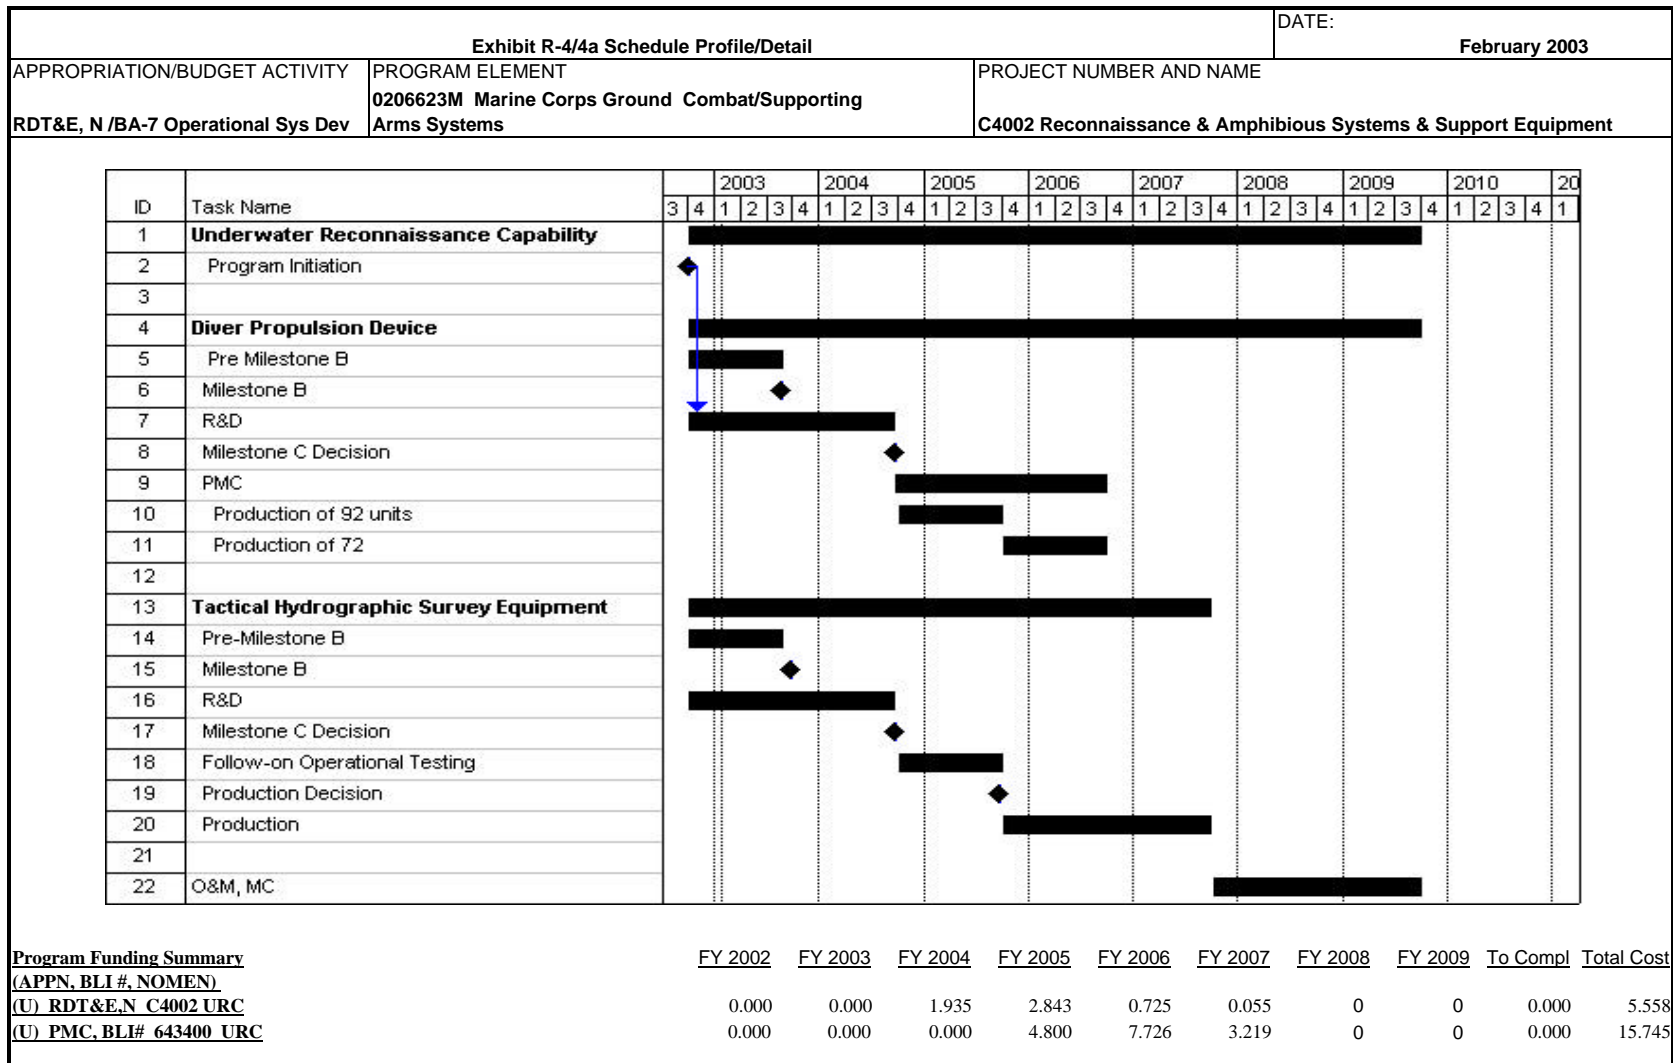 DATE:
Exhibit R-4/4a Schedule Profile/Detail
February 2003
APPROPRIATION/BUDGET ACTIVITY PROGRAM ELEMENT PROJECT NUMBER AND NAME
0206623M Marine Corps Ground Combat/Supporting
RDT&E, N /BA-7 Operational Sys Dev Arms Systems C4002 Reconnaissance & Amphibious Systems & Support Equipment
2003 2004 2005 2006 2007 2008 2009 2010 20
ID Task Name 3 4 1 2 3 4 1 2 3 4 1 2 3 4 1 2 3 4 1 2 3 4 1 2 3 4 1 2 3 4 1 2 3 4 1
1 Underwater Reconnaissance Capability
2 Program Initiation
3
4 Diver Propulsion Device
5 Pre Milestone B
6 Milestone B
7 R&D
8 Milestone C Decision
9 PMC
10 Production of 92 units
11 Production of 72
12
13 Tactical Hydrographic Survey Equipment
14 Pre-Milestone B
15 Milestone B
16 R&D
17 Milestone C Decision
18 Follow-on Operational Testing
19 Production Decision
20 Production
21
22 O&M, MC
Program Funding Summary FY 2002 FY 2003 FY 2004 FY 2005 FY 2006 FY 2007 FY 2008 FY 2009 To Compl Total Cost
(APPN, BLI #, NOMEN)
(U) RDT&E,N C4002 URC 0.000 0.000 1.935 2.843 0.725 0.055 0 0 0.000 5.558
(U) PMC, BLI# 643400 URC 0.000 0.000 0.000 4.800 7.726 3.219 0 0 0.000 15.745